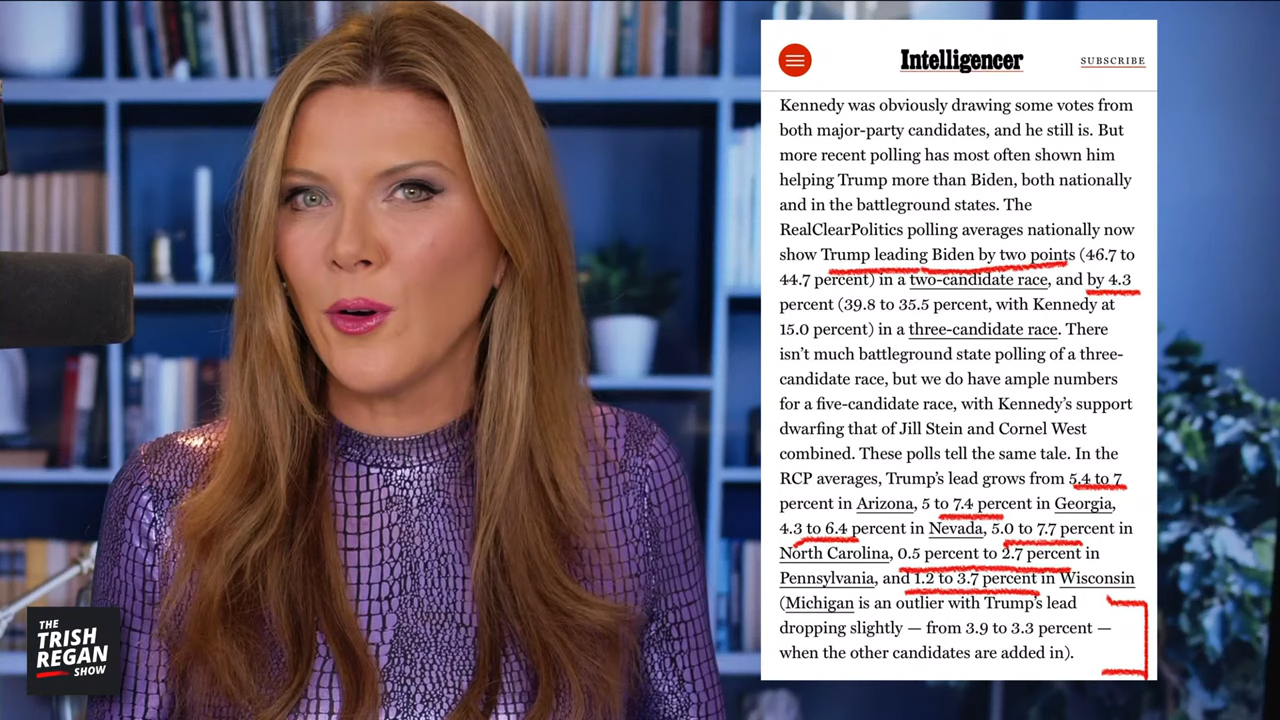 Intelligencer
SUBSCRIBE
Kennedy was obviously drawing some votes from
both major-party candidates, and he still is. But
more recent polling has most often shown him
helping Trump more than Biden, both nationally
and in the battleground states. The
RealClearPolitics polling averages nationally now
show Trump leading Biden by two points (46.7 to
44.7 percent) in a two-candidate race, and by 4.3
percent (39.8 to 35.5 percent, with Kennedy at
15.0 percent) in a three-candidate race. There
isn’t much battleground state polling of a three-
candidate race, but we do have ample numbers
for a five-candidate race, with Kennedy’s support
dwarfing that of Jill Stein and Cornel West
combined. These polls tell the same tale. In the
RCP averages, Trump’s lead grows from 5.4 to 7
percent in Arizona, 5 to 7.4 percent in Georgia,
4.3 to 6.4 percent in Nevada, 5.0 to 7.7 percent in
North Carolina, 0.5 percent to 2.7 percent in
Pennsylvania, and 1.2 to 3.7 percent in Wisconsin
(Michigan is an outlier with Trump’s lead
dropping slightly — from 3.9 to 3.3 percent —
when the other candidates are added in).
THE
TRISH
REGAN
SHOW